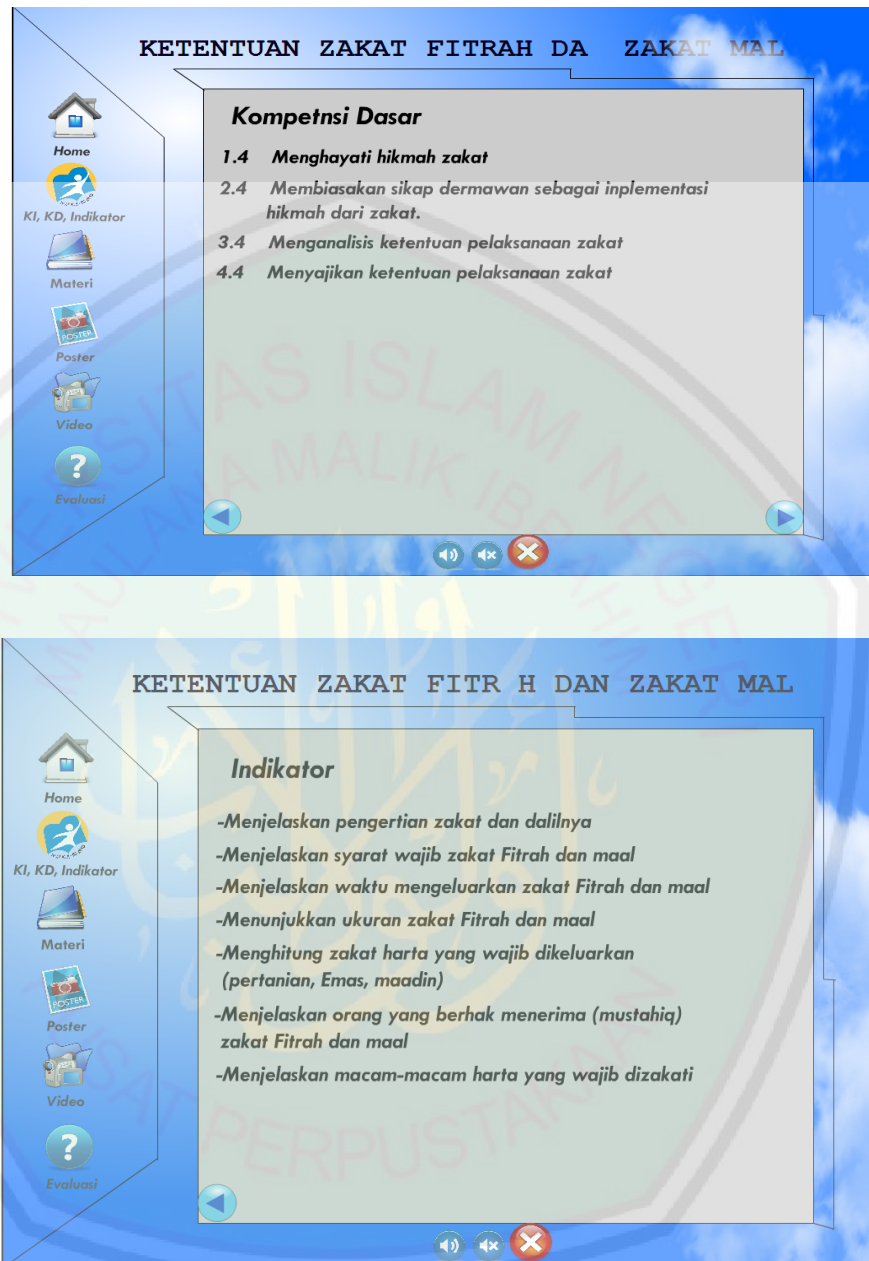 KETENTUAN ZAKAT FITRAH DA ZAKAT MAL
Kompetnsi Dasar
1.4 Menghayati hikmah zakat
2.4 Membiasakan sikap dermawan sebagai inplementasi
hikmah dari zakat.
3.4 Menganalisis ketentuan pelaksanaan zakat
4.4 Menyajikan ketentuan pelaksanaan zakat
Home
KI, KD, Indikator
Materi
POSTER
Poster
Video
?
Evaluasi
KETENTUAN ZAKAT FITR H DAN ZAKAT MAL
Indikator
-Menjelaskan pengertian zakat dan dalilnya
-Menjelaskan syarat wajib zakat Fitrah dan maal
-Menjelaskan waktu mengeluarkan zakat Fitrah dan maal
-Menunjukkan ukuran zakat Fitrah dan maal
-Menghitung zakat harta yang wajib dikeluarkan
(pertanian, Emas, maadin)
-Menjelaskan orang yang berhak menerima (mustahiq)
zakat Fitrah dan maal
-Menjelaskan macam-macam harta yang wajib dizakati
Home
KI, KD, Indikator
Materi
POSTER
Poster
Video
?
Evaluasi
MAULANA MALIK IBRAHIM